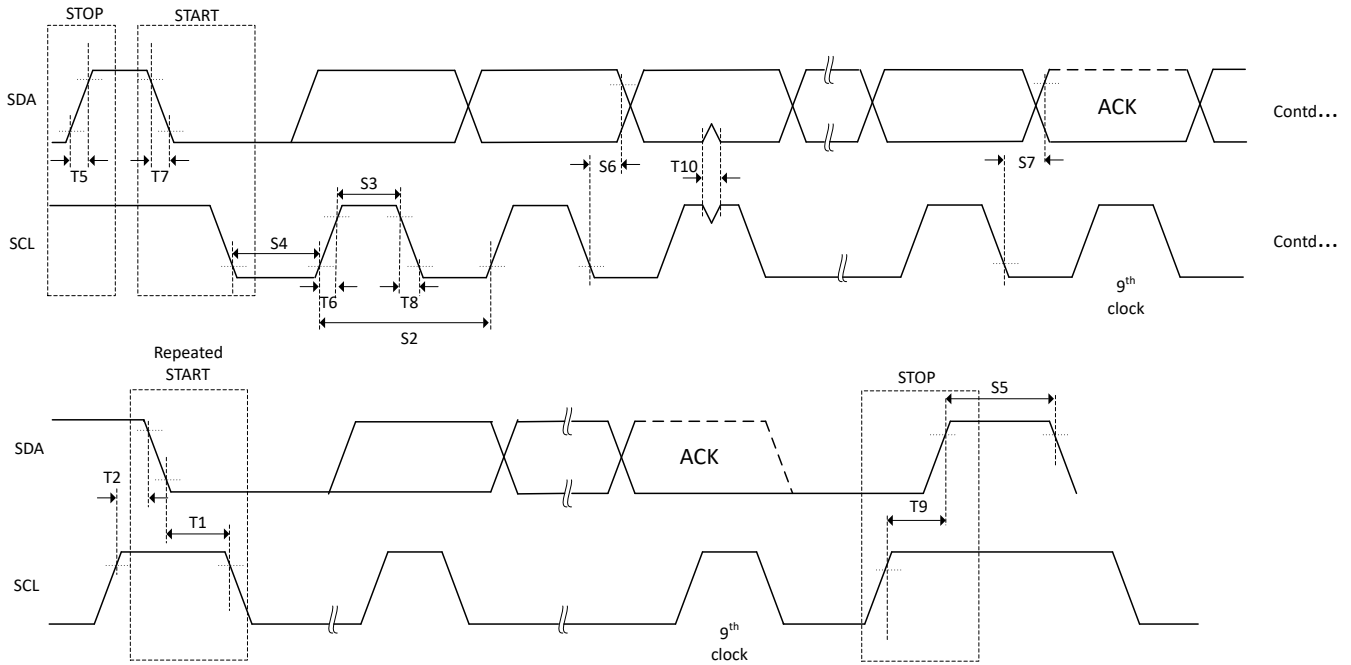 STOP
START
SDA
ACK
Contd...
T5
T7
S6
T10
S7
S3
SCL
S4
Contd...
T6
T8
9th
clock
S2
Repeated
START
STOP
S5
SDA
ACK
T2
T9
T1
SCL
9th
clock